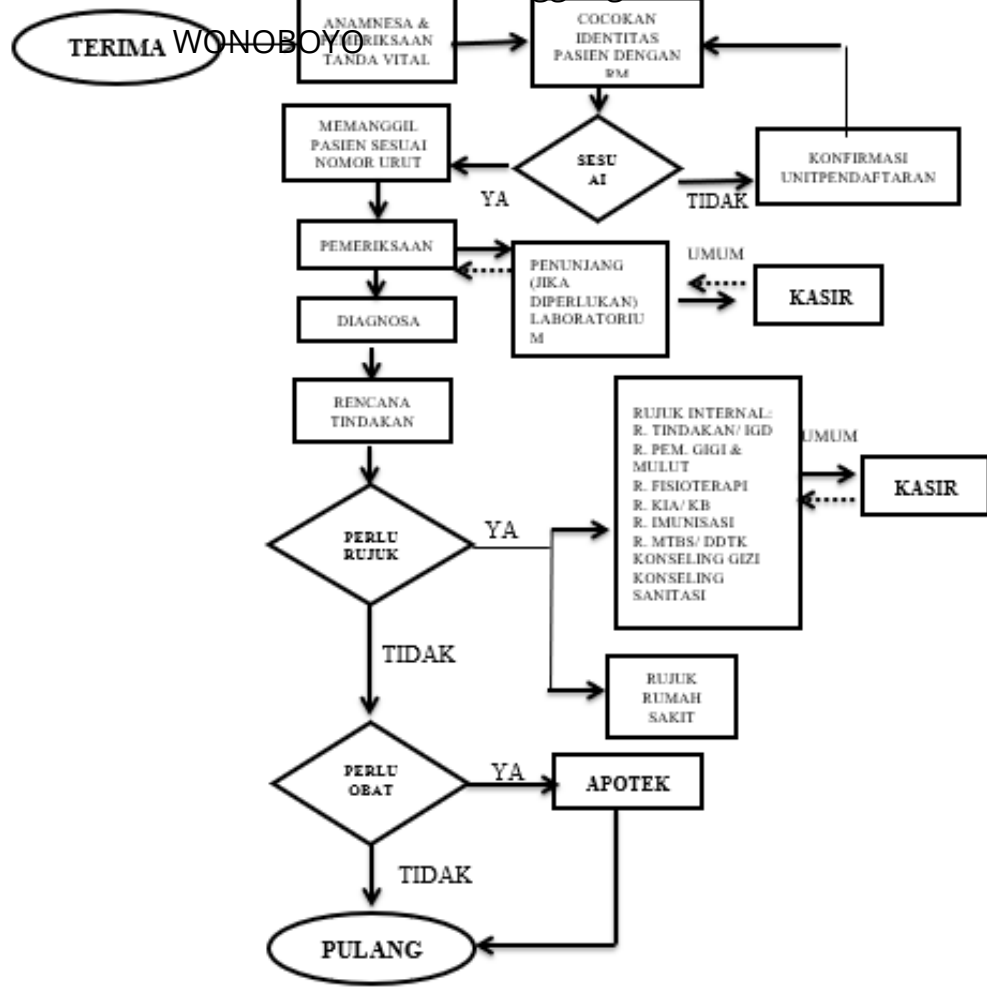 TERIMA
WONOBOYO
ANAMNESA &
PEMERIKSAAN
TANDA VITAL
COCOKAN
IDENTITAS
PASIEN DENGAN
RM
MEMANGGIL
PASIEN SESUAI
NOMOR URUT
SESU
AI
YA
TIDAK
KONFIRMASI
UNITPENDAFTARAN
PEMERIKSAAN
PENUNJANG
(JIKA
DIPERLUKAN)
LABORATORIU
M
UMUM
KASIR
DIAGNOSA
RENCANA
TINDAKAN
RUJUK INTERNAL:
R. TINDAKAN/ IGD
R. PEM. GIGI &
MULUT
R. FISIOTERAPI
R. KIA/ KB
R. IMUNISASI
R. MTBS/ DDTK
KONSELING GIZI
KONSELING
SANITASI
UMUM
KASIR
PERLU
RUJUK
YA
TIDAK
RUJUK
RUMAH
SAKIT
PERLU
OBAT
YA
APOTEK
TIDAK
PULANG